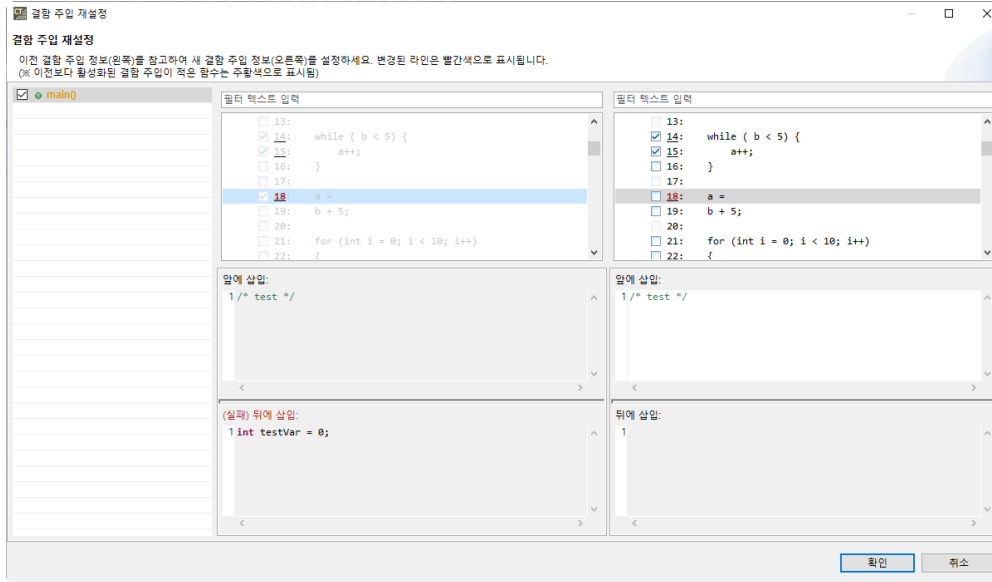 결함 주입 재설정
결함 주입 재설정
이전 결함 주입 정보(왼쪽)를 참고하여 새 결함 주입 정보(오른쪽)를 설정하세요. 변경된 라인은 빨간색으로 표시됩니다.
(※ 이전보다 활성화된 결함 주입이 적은 함수는 주황색으로 표시됨)
main()
필터 텍스트 입력
13:
14: while ( b < 5) {
15: a++;
16: }
17:
18: a =
19: b + 5;
20:
21: for (int i = 0; i < 10; i++)
22: {
앞에 삽입:
1 /* test */
(실패) 뒤에 삽입:
1 int testVar = 0;
필터 텍스트 입력
13:
14: while ( b < 5) {
15: a++;
16: }
17:
18: a =
19: b + 5;
20:
21: for (int i = 0; i < 10; i++)
22: {
앞에 삽입:
1 /* test */
뒤에 삽입:
1
확인
취소